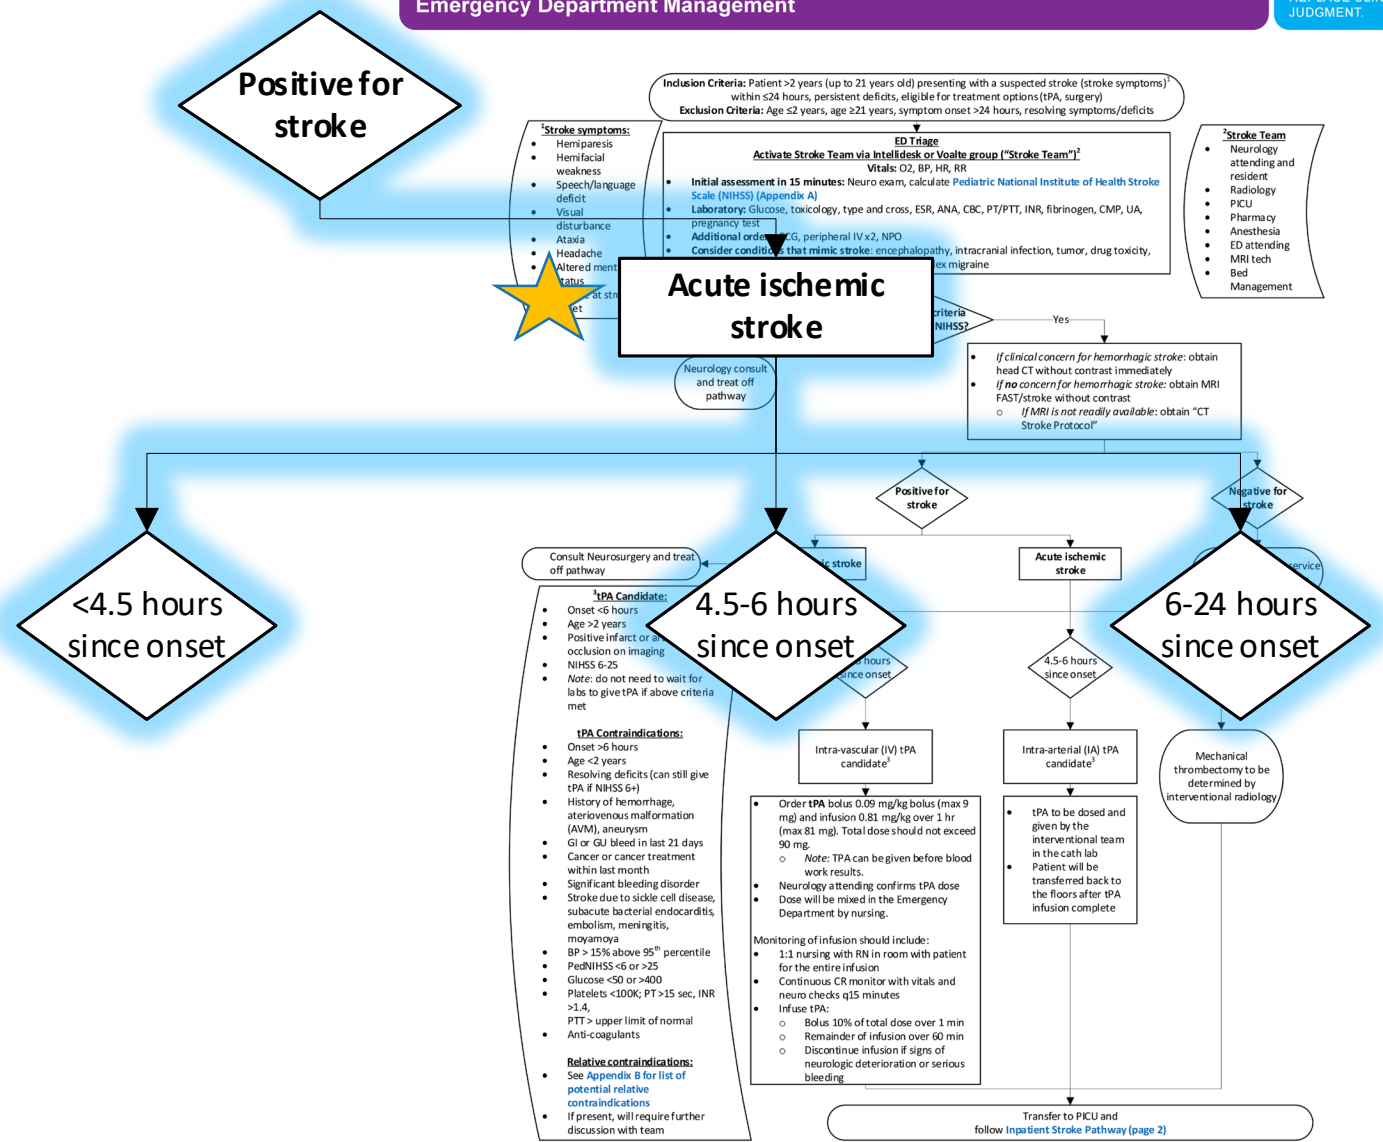 Emergency Department Management
JUDGMENT.
Positive for
stroke
Inclusion Criteria: Patient >2 years (up to 21 years old) presenting with a suspected stroke (stroke symptoms)1
within ≤24 hours, persistent deficits, eligible for treatment options (tPA, surgery)
Exclusion Criteria: Age ≤2 years, age ≥21 years, symptom onset >24 hours, resolving symptoms/deficits
1Stroke symptoms:
• Hemiparesis
• Hemifacial
weakness
• Speech/language
deficit
• Visual
disturbance
• Ataxia
• Headache
• Altered
ED Triage
Activate Stroke Team via Intellidesk or Voalte group ("Stroke Team")2
Vitals: O2, BP, HR, RR
• Initial assessment in 15 minutes: Neuro exam, calculate Pediatric National Institute of Health Stroke
Scale (NIHSS) (Appendix A)
• Laboratory: Glucose, toxicology, type and cross, ESR, ANA, CBC, PT/PTT, INR, fibrinogen, CMP, UA,
pregnancy test
• Additional peripheral IV x2, NPO
• Consider conditions that mimic stroke: encephalopathy, intracranial infection, tumor, drug toxicity,
migraine
2Stroke Team
• Neurology
attending and
resident
• Radiology
• PICU
• Pharmacy
• Anesthesia
• ED attending
• MRI tech
• Bed
Management
Acute ischemic
stroke
criteria
NIHSS?
Yes
Neurology consult
and treat off
pathway
• If clinical concern for hemorrhagic stroke: obtain
head CT without contrast immediately
• If no concern for hemorrhagic stroke: obtain MRI
FAST/stroke without contrast
o If MRI is not readily available: obtain "CT
Stroke Protocol"
Positive for
stroke
Negative for
stroke
<4.5 hours
since onset
4.5-6 hours
since onset
6-24 hours
since onset
Consult Neurosurgery and treat
off pathway
stroke
Acute ischemic
stroke
service
3tPA Candidate:
• Onset <6 hours
• Age >2 years
• Positive infarct or
occlusion on imaging
• NIHSS 6-25
• Note: do not need to wait for
labs to give tPA if above criteria
met
tPA Contraindications:
• Onset >6 hours
• Age <2 years
• Resolving deficits (can still give
tPA if NIHSS 6+)
• History of hemorrhage,
ateriovenous malformation
(AVM), aneurysm
• GI or GU bleed in last 21 days
• Cancer or cancer treatment
within last month
• Significant bleeding disorder
• Stroke due to sickle cell disease,
subacute bacterial endocarditis,
embolism, meningitis,
moyamoya
• BP > 15% above 95th percentile
• PedNIHSS <6 or >25
• Glucose <50 or >400
• Platelets <100K; PT >15 sec, INR
>1.4,
PTT > upper limit of normal
• Anti-coagulants
Relative contraindications:
• See Appendix B for list of
potential relative
contraindications
• If present, will require further
discussion with team
hours
since onset
4.5-6 hours
since onset
Intra-vascular (IV) tPA
candidate3
Intra-arterial (IA) tPA
candidate3
Mechanical
thrombectomy to be
determined by
interventional radiology
• Order tPA bolus 0.09 mg/kg bolus (max 9
mg) and infusion 0.81 mg/kg over 1 hr
(max 81 mg). Total dose should not exceed
90 mg.
o Note: TPA can be given before blood
work results.
• Neurology attending confirms tPA dose
• Dose will be mixed in the Emergency
Department by nursing.
Monitoring of infusion should include:
• 1:1 nursing with RN in room with patient
for the entire infusion
• Continuous CR monitor with vitals and
neuro checks q15 minutes
• Infuse tPA:
o Bolus 10% of total dose over 1 min
o Remainder of infusion over 60 min
o Discontinue infusion if signs of
neurologic deterioration or serious
bleeding
• tPA to be dosed and
given by the
interventional team
in the cath lab
• Patient will be
transferred back to
the floors after tPA
infusion complete
Transfer to PICU and
follow Inpatient Stroke Pathway (page 2)